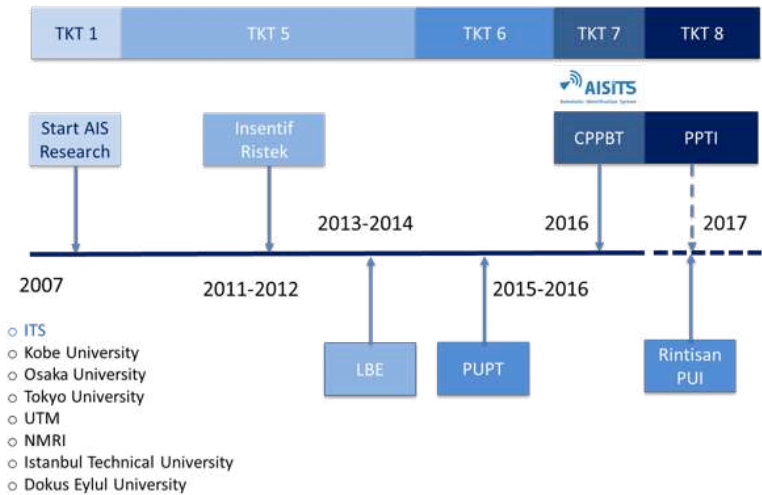 TKT 1
TKT 5
TKT 6
TKT 7
TKT 8
AISITS
Automatic Identification System
Start AIS
Research
Insentif
Ristek
CPPBT
PPTI
2013-2014
2016
2017
2007
2011-2012
2015-2016
LBE
PUPT
Rintisan
PUI
○ ITS
○ Kobe University
○ Osaka University
○ Tokyo University
○ UTM
○ NMRI
○ Istanbul Technical University
○ Dokus Eylul University